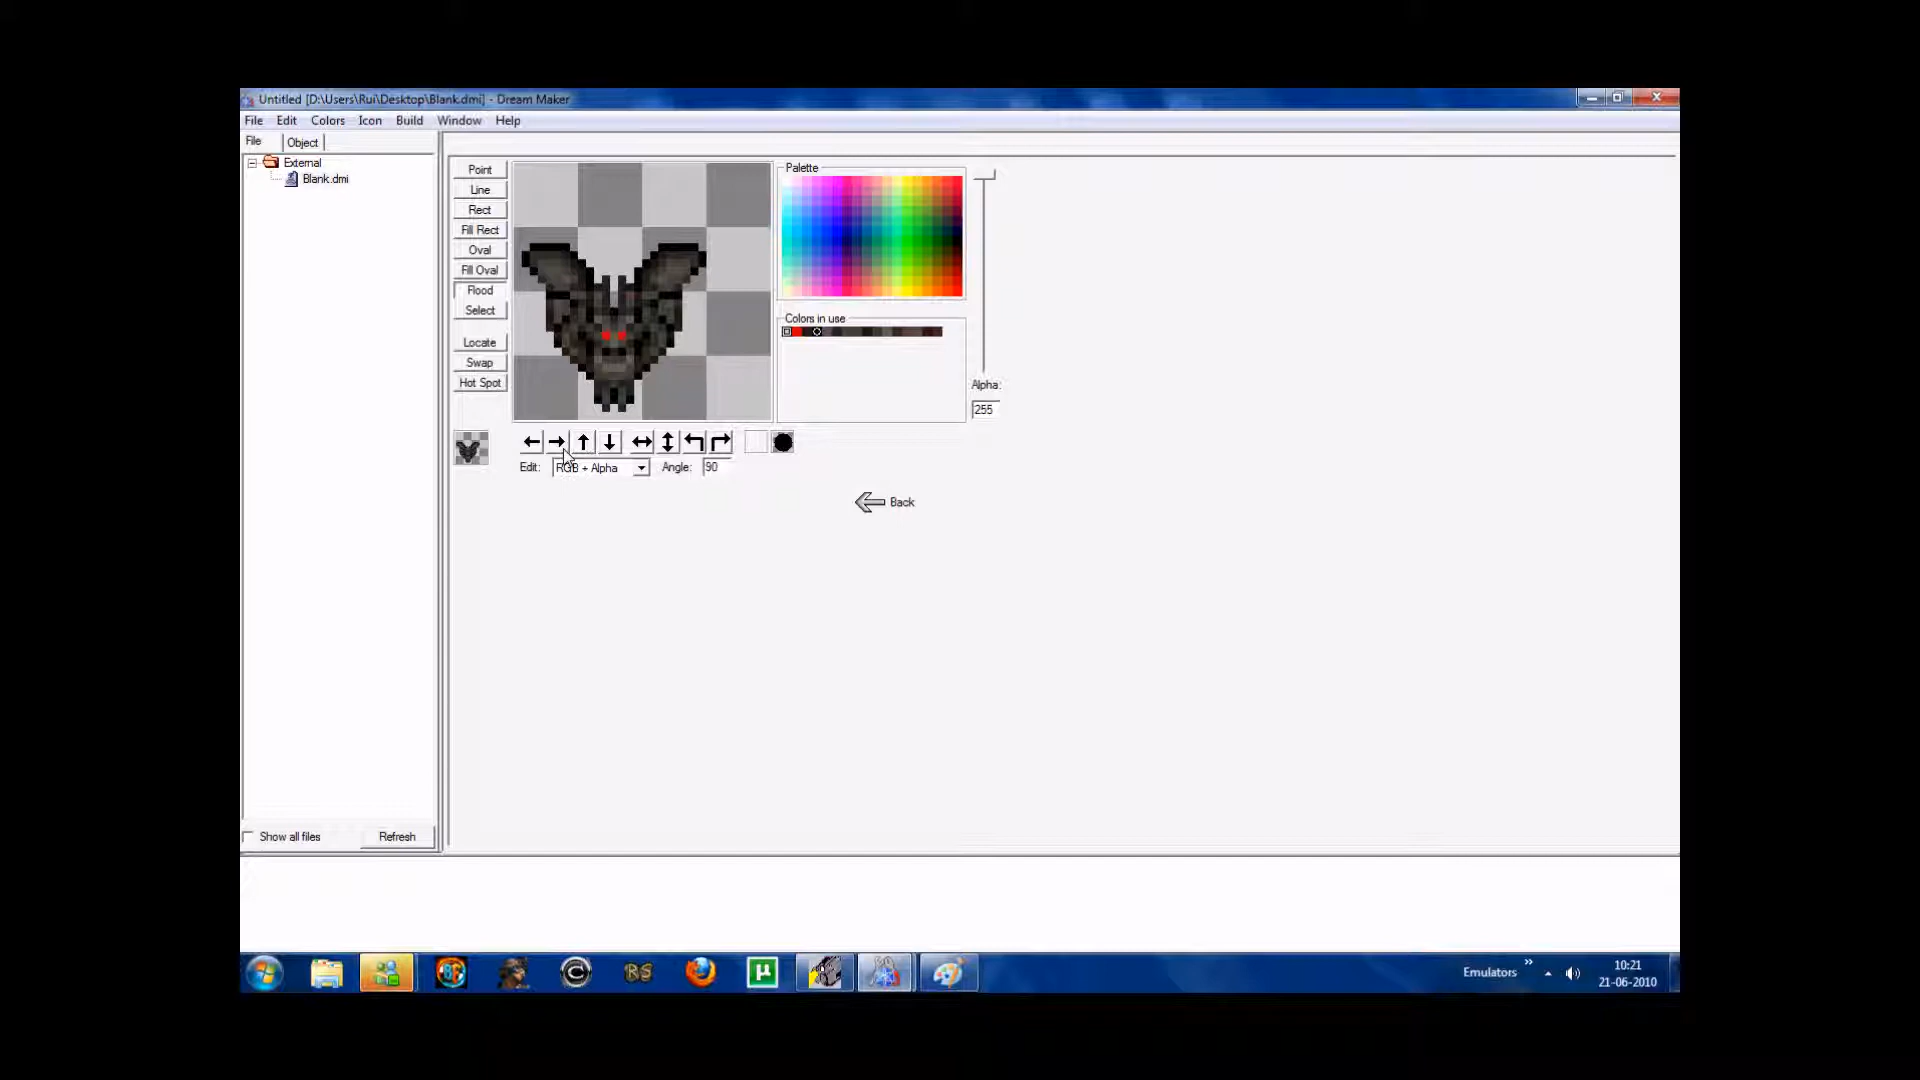 Untitled [D:\Users\Rui\Desktop\Blank.dmi] - Dream Maker
File Edit Colors Icon Build Window Help
File Object
External
Blank.dmi
Point
Line
Rect
Fill Rect
Oval
Fill Oval
Flood
Select
Locate
Swap
Hot Spot
Palette
Colors in use
Alpha:
255
Edit: RGB + Alpha Angle: 90
Back
Show all files Refresh
RS
µ
Emulators
10:21
21-06-2010